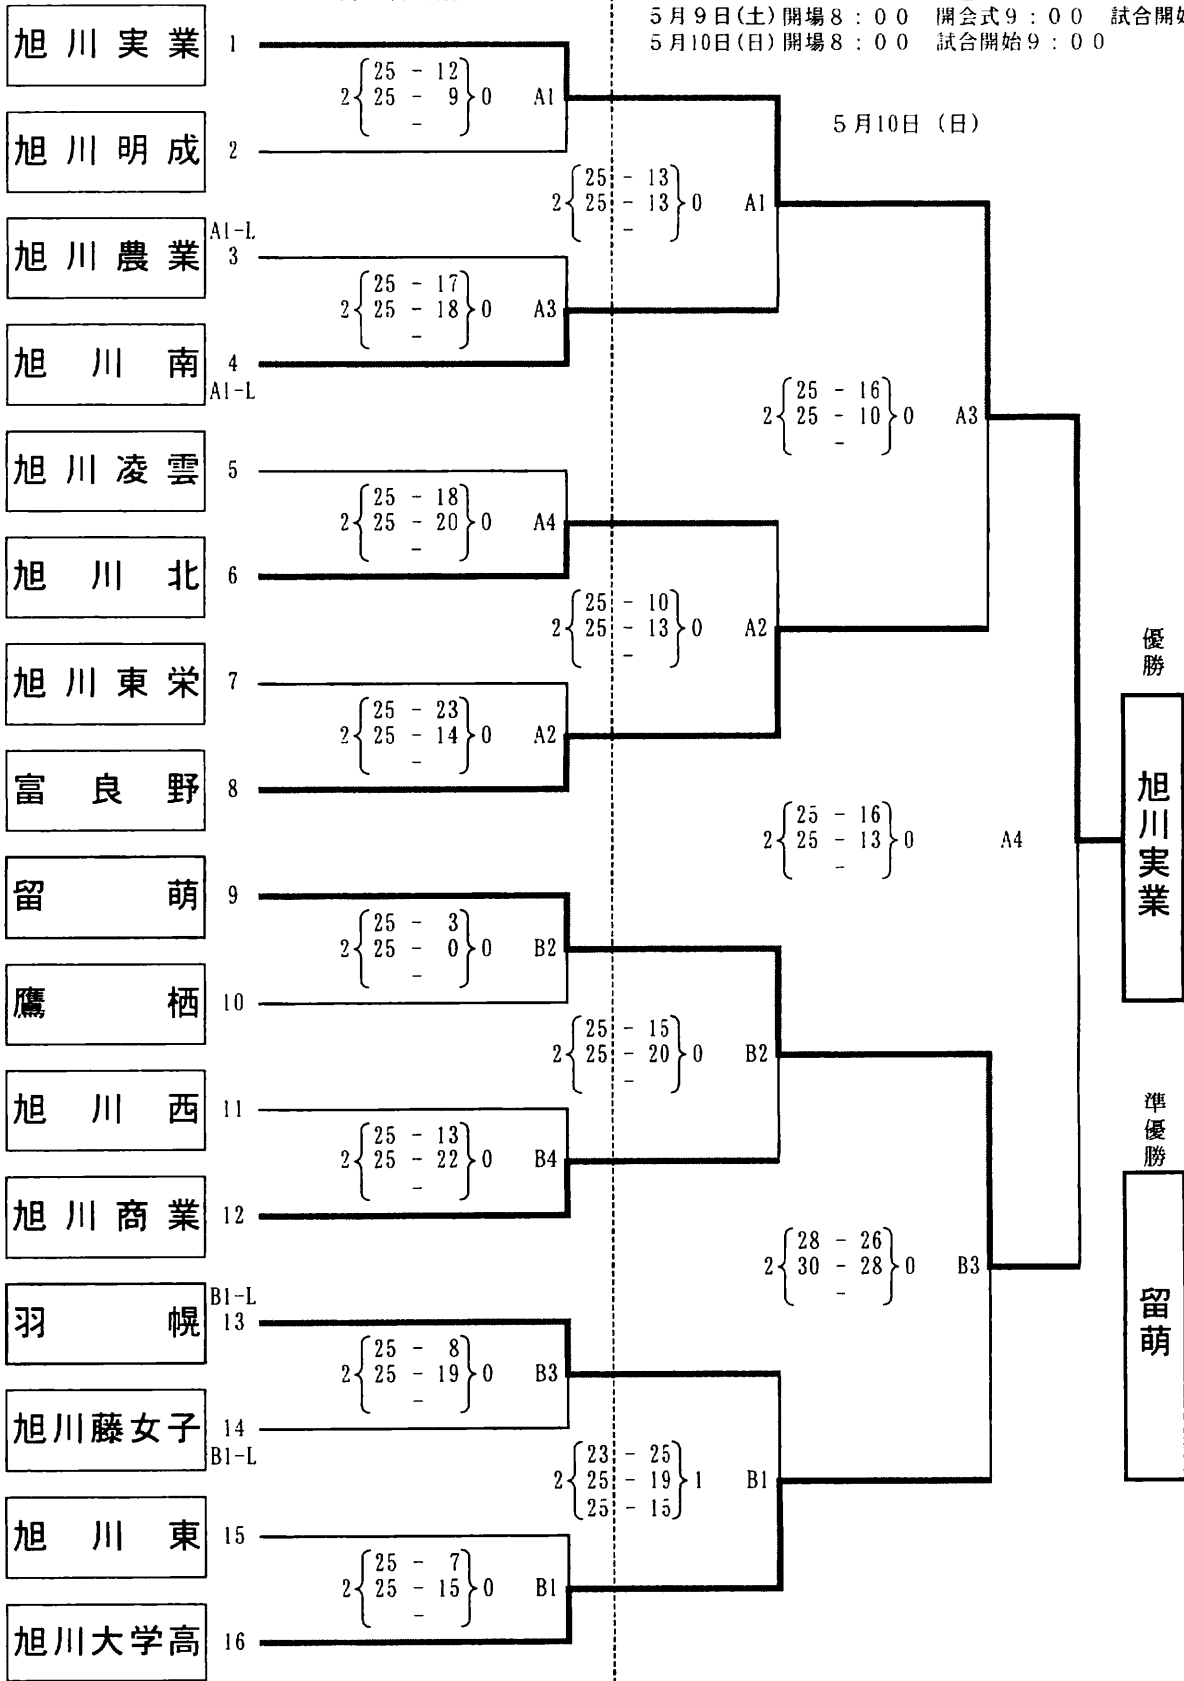 5月9日(土)開場8:00 開会式9:00 試合開始
5月10日(日)開場8:00 試合開始9:00
5月10日(日)
旭川実業 1
25 - 12
2 25 - 9 0 A1
-
旭川明成 2
25 - 13
2 25 - 13 0 A1
-
A1-L
旭川農業 3
25 - 17
2 25 - 18 0 A3
-
旭川南 4
A1-L
25 - 16
2 25 - 10 0 A3
-
旭川凌雲 5
25 - 18
2 25 - 20 0 A4
-
旭川北 6
25 - 10
2 25 - 13 0 A2
-
旭川東栄 7
25 - 23
2 25 - 14 0 A2
-
富良野 8
25 - 16
2 25 - 13 0 A4
-
優勝
旭川実業
留萌 9
25 - 3
2 25 - 0 0 B2
-
鷹栖 10
25 - 15
2 25 - 20 0 B2
-
旭川西 11
25 - 13
2 25 - 22 0 B4
-
旭川商業 12
28 - 26
2 30 - 28 0 B3
-
準優勝
留萌
B1-L
羽幌 13
25 - 8
2 25 - 19 0 B3
-
旭川藤女子 14
B1-L
23 - 25
2 25 - 19 1 B1
25 - 15
旭川東 15
25 - 7
2 25 - 15 0 B1
-
旭川大学高 16